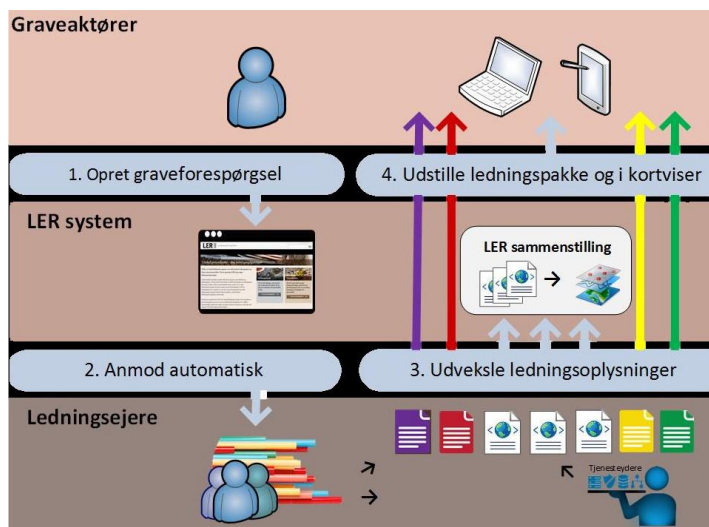 Graveaktører
1. Opret graveforespørgsel
4. Udstille ledningspakke og i kortviser
LER system
LER
LER sammenstilling
2. Anmod automatisk
3. Udveksle ledningsoplysninger
Ledningsejere
Tjenesteydere